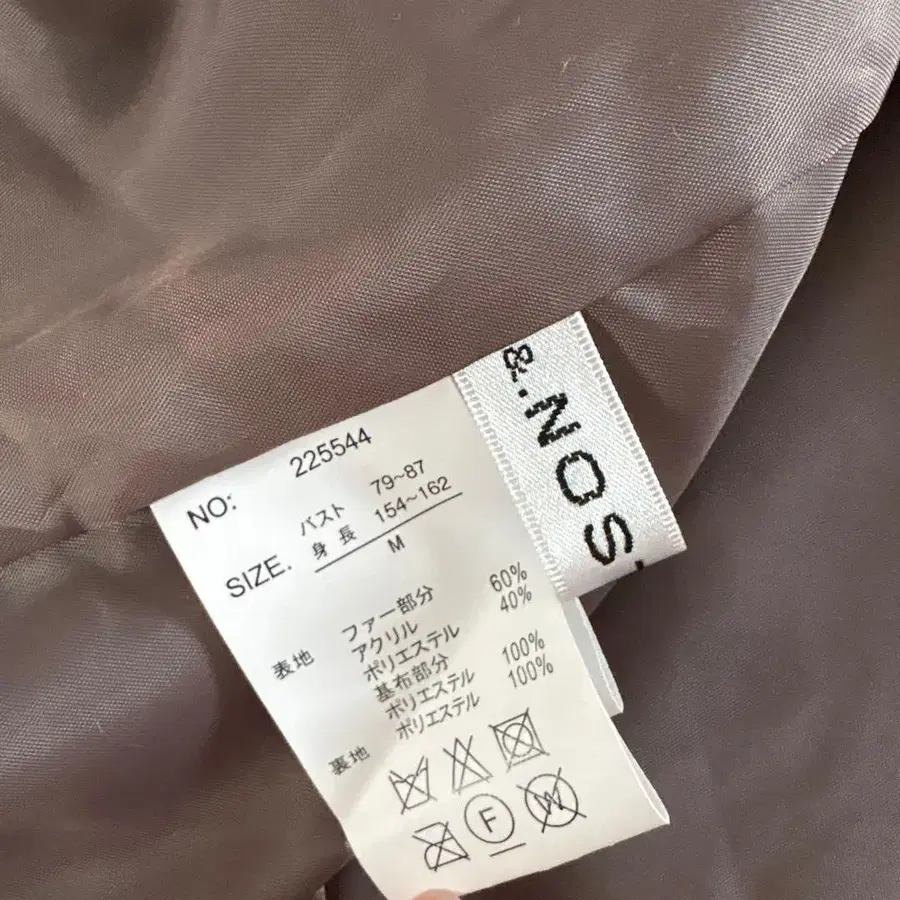 &.NOS
NO: 225544
SIZE. バスト 79~87
身長 154~162
M
表地 ファー部分
アクリル 60%
ポリエステル 40%
基布部分
ポリエステル 100%
裏地 ポリエステル 100%
F
W